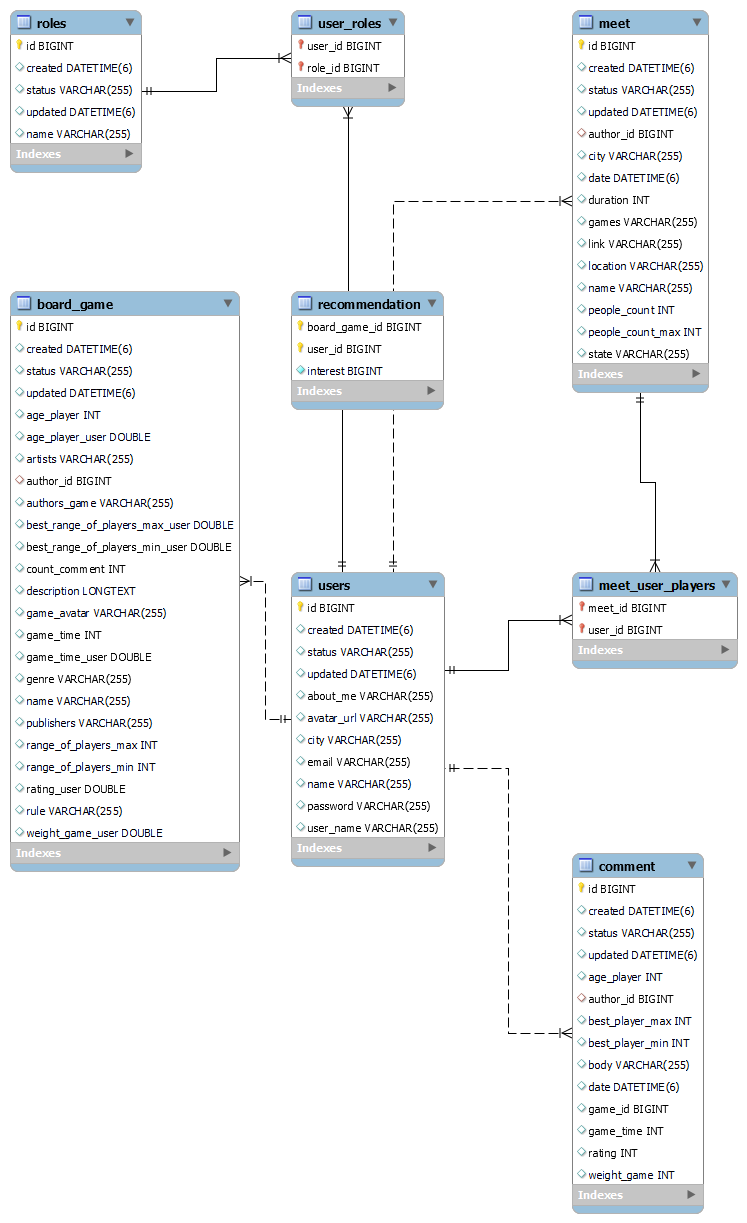 roles
id BIGINT
created DATETIME(6)
status VARCHAR(255)
updated DATETIME(6)
name VARCHAR(255)
Indexes
user_roles
user_id BIGINT
role_id BIGINT
Indexes
meet
id BIGINT
created DATETIME(6)
status VARCHAR(255)
updated DATETIME(6)
author_id BIGINT
city VARCHAR(255)
date DATETIME(6)
duration INT
games VARCHAR(255)
link VARCHAR(255)
location VARCHAR(255)
name VARCHAR(255)
people_count INT
people_count_max INT
state VARCHAR(255)
Indexes
board_game
id BIGINT
created DATETIME(6)
status VARCHAR(255)
updated DATETIME(6)
age_player INT
age_player_user DOUBLE
artists VARCHAR(255)
author_id BIGINT
authors_game VARCHAR(255)
best_range_of_players_max_user DOUBLE
best_range_of_players_min_user DOUBLE
count_comment INT
description LONGTEXT
game_avatar VARCHAR(255)
game_time INT
game_time_user DOUBLE
genre VARCHAR(255)
name VARCHAR(255)
publishers VARCHAR(255)
range_of_players_max INT
range_of_players_min INT
rating_user DOUBLE
rule VARCHAR(255)
weight_game_user DOUBLE
Indexes
recommendation
board_game_id BIGINT
user_id BIGINT
interest BIGINT
Indexes
users
id BIGINT
created DATETIME(6)
status VARCHAR(255)
updated DATETIME(6)
about_me VARCHAR(255)
avatar_url VARCHAR(255)
city VARCHAR(255)
email VARCHAR(255)
name VARCHAR(255)
password VARCHAR(255)
user_name VARCHAR(255)
Indexes
meet_user_players
meet_id BIGINT
user_id BIGINT
Indexes
comment
id BIGINT
created DATETIME(6)
status VARCHAR(255)
updated DATETIME(6)
age_player INT
author_id BIGINT
best_player_max INT
best_player_min INT
body VARCHAR(255)
date DATETIME(6)
game_id BIGINT
game_time INT
rating INT
weight_game INT
Indexes